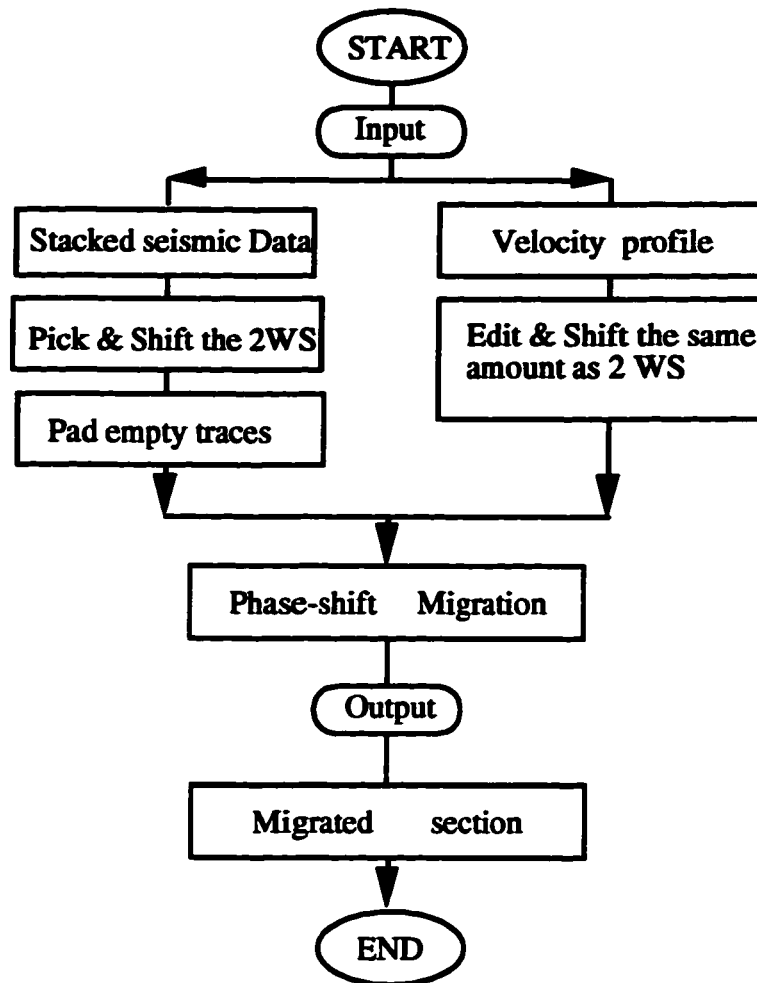 START
Input
Stacked seismic Data
Velocity profile
Pick & Shift the 2WS
Edit & Shift the same
amount as 2 WS
Pad empty traces
Phase-shift Migration
Output
Migrated section
END